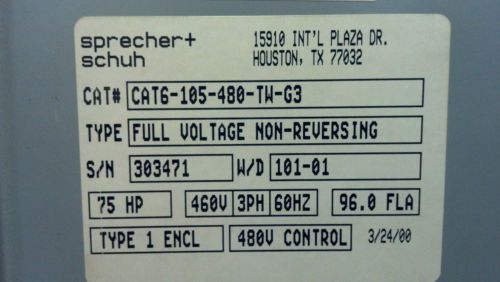 sprecher+
schuh
15910 INT'L PLAZA DR.
HOUSTON, TX 77032
CAT# CAT6-105-480-TW-G3
TYPE FULL VOLTAGE NON-REVERSING
S/N 303471 W/D 101-01
75 HP 460V 3PH 60HZ 96.0 FLA
TYPE 1 ENCL 480V CONTROL 3/24/00